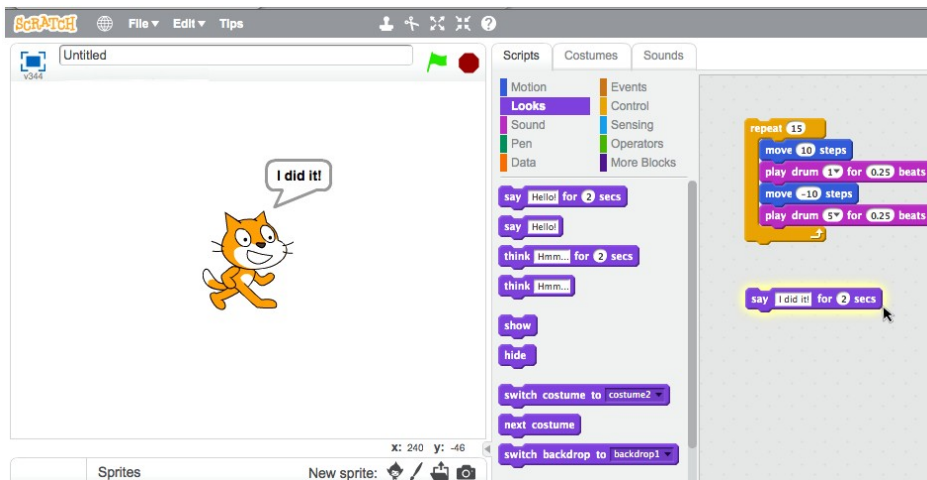 SCRATCH File Edit Tips
Untitled
v344
I did it!
x: 240 y: -46
Sprites New sprite:
Scripts Costumes Sounds
Motion Events
Looks Control
Sound Sensing
Pen Operators
Data More Blocks
say Hello! for 2 secs
say Hello!
think Hmm... for 2 secs
think Hmm...
show
hide
switch costume to costume2
next costume
switch backdrop to backdrop1
repeat 15
move 10 steps
play drum 1 for 0.25 beats
move -10 steps
play drum 5 for 0.25 beats
say I did it! for 2 secs